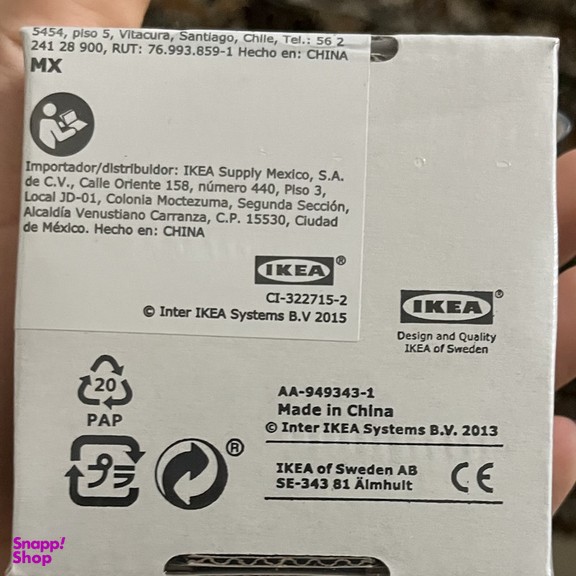 5454, piso 5, Vitacura, Santiago, Chile, Tel.: 56 2
241 28 900, RUT: 76.993.859-1 Hecho en: CHINA
MX
Importador/distribuidor: IKEA Supply Mexico, S.A.
de C.V., Calle Oriente 158, número 440, Piso 3,
Local JD-01, Colonia Moctezuma, Segunda Sección,
Alcaldía Venustiano Carranza, C.P. 15530, Ciudad
de México. Hecho en: CHINA
IKEA®
CI-322715-2
© Inter IKEA Systems B.V 2015
IKEA®
Design and Quality
IKEA of Sweden
20
PAP
プラ
®
AA-949343-1
Made in China
© Inter IKEA Systems B.V. 2013
IKEA of Sweden AB
SE-343 81 Älmhult
CE
Snapp!
Shop